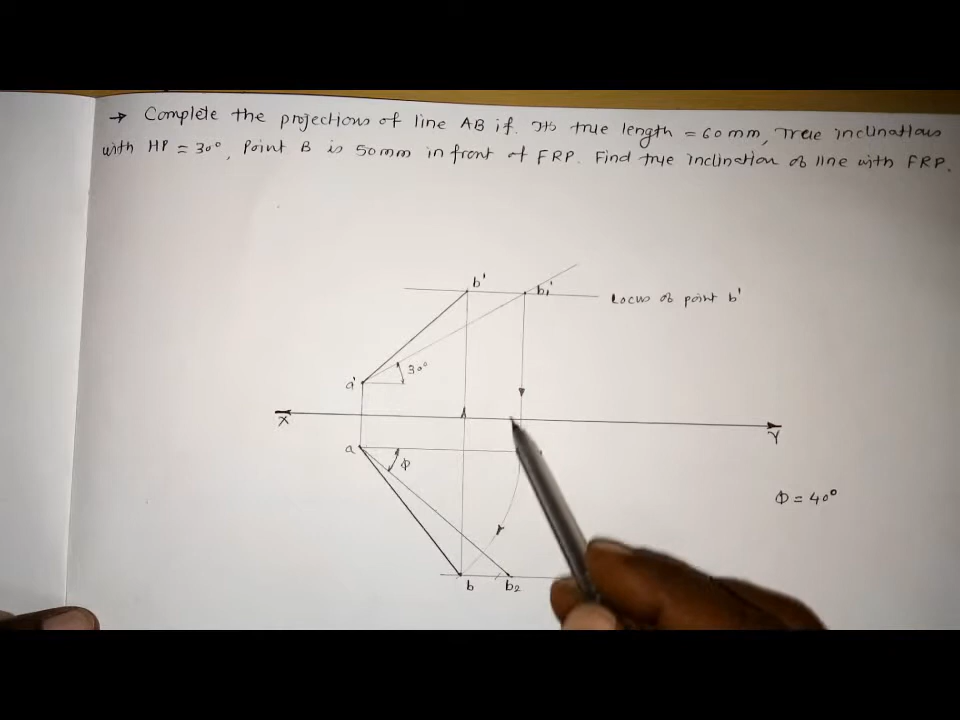 → Complete the projections of line AB if. Its true length = 60mm, True inclinations
with HP = 30°, Point B is 50mm in front of FRP. Find true inclination of line with FRP.
b' b₁' Locus of point b'
a' 30°
X Y
a Φ
Φ = 40°
b b₂